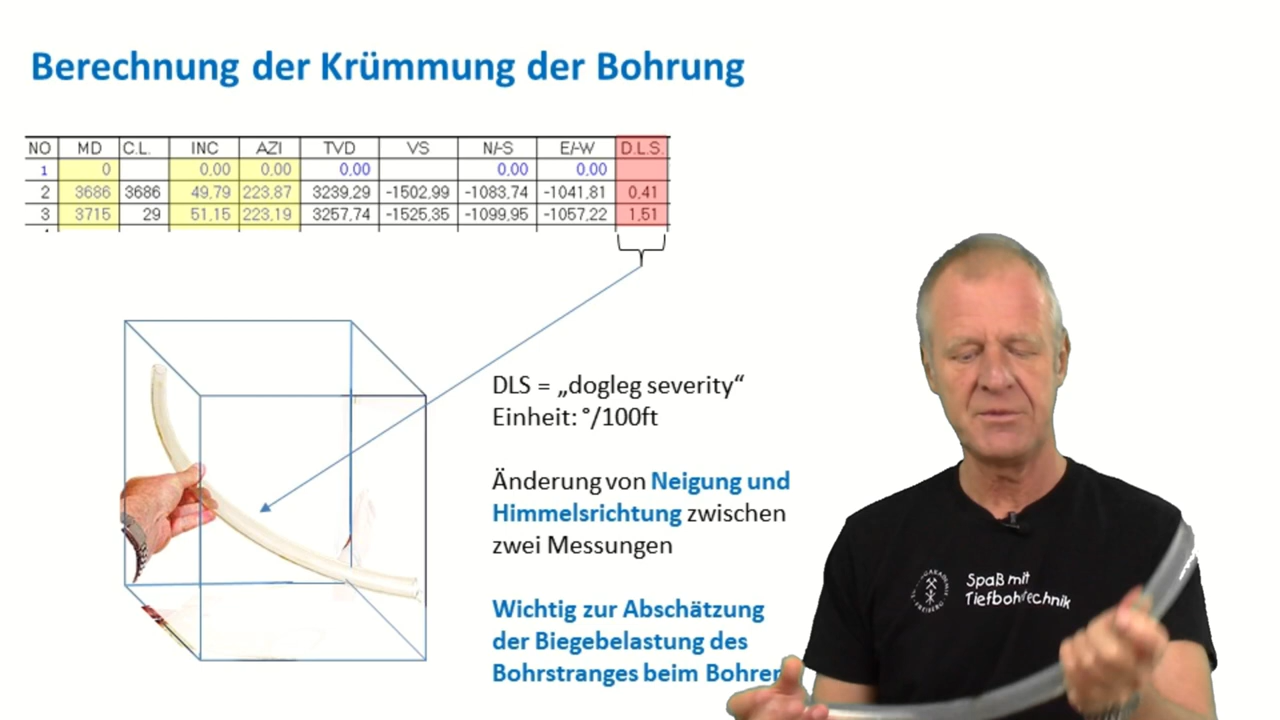 Berechnung der Krümmung der Bohrung
NO MD C.L. INC AZI TVD VS N/-S E/-W D.L.S.
1 0 0,00 0,00 0,00 0,00 0,00
2 3686 3686 49,79 223,87 3239,29 -1502,99 -1083,74 -1041,81 0,41
3 3715 29 51,15 223,19 3257,74 -1525,35 -1099,95 -1057,22 1,51
DLS = „dogleg severity“
Einheit: °/100ft
Änderung von Neigung und
Himmelsrichtung zwischen
zwei Messungen
Wichtig zur Abschätzung
der Biegebelastung des
Bohrstranges beim Bohren
Spaß mit
Tiefbohrtechnik